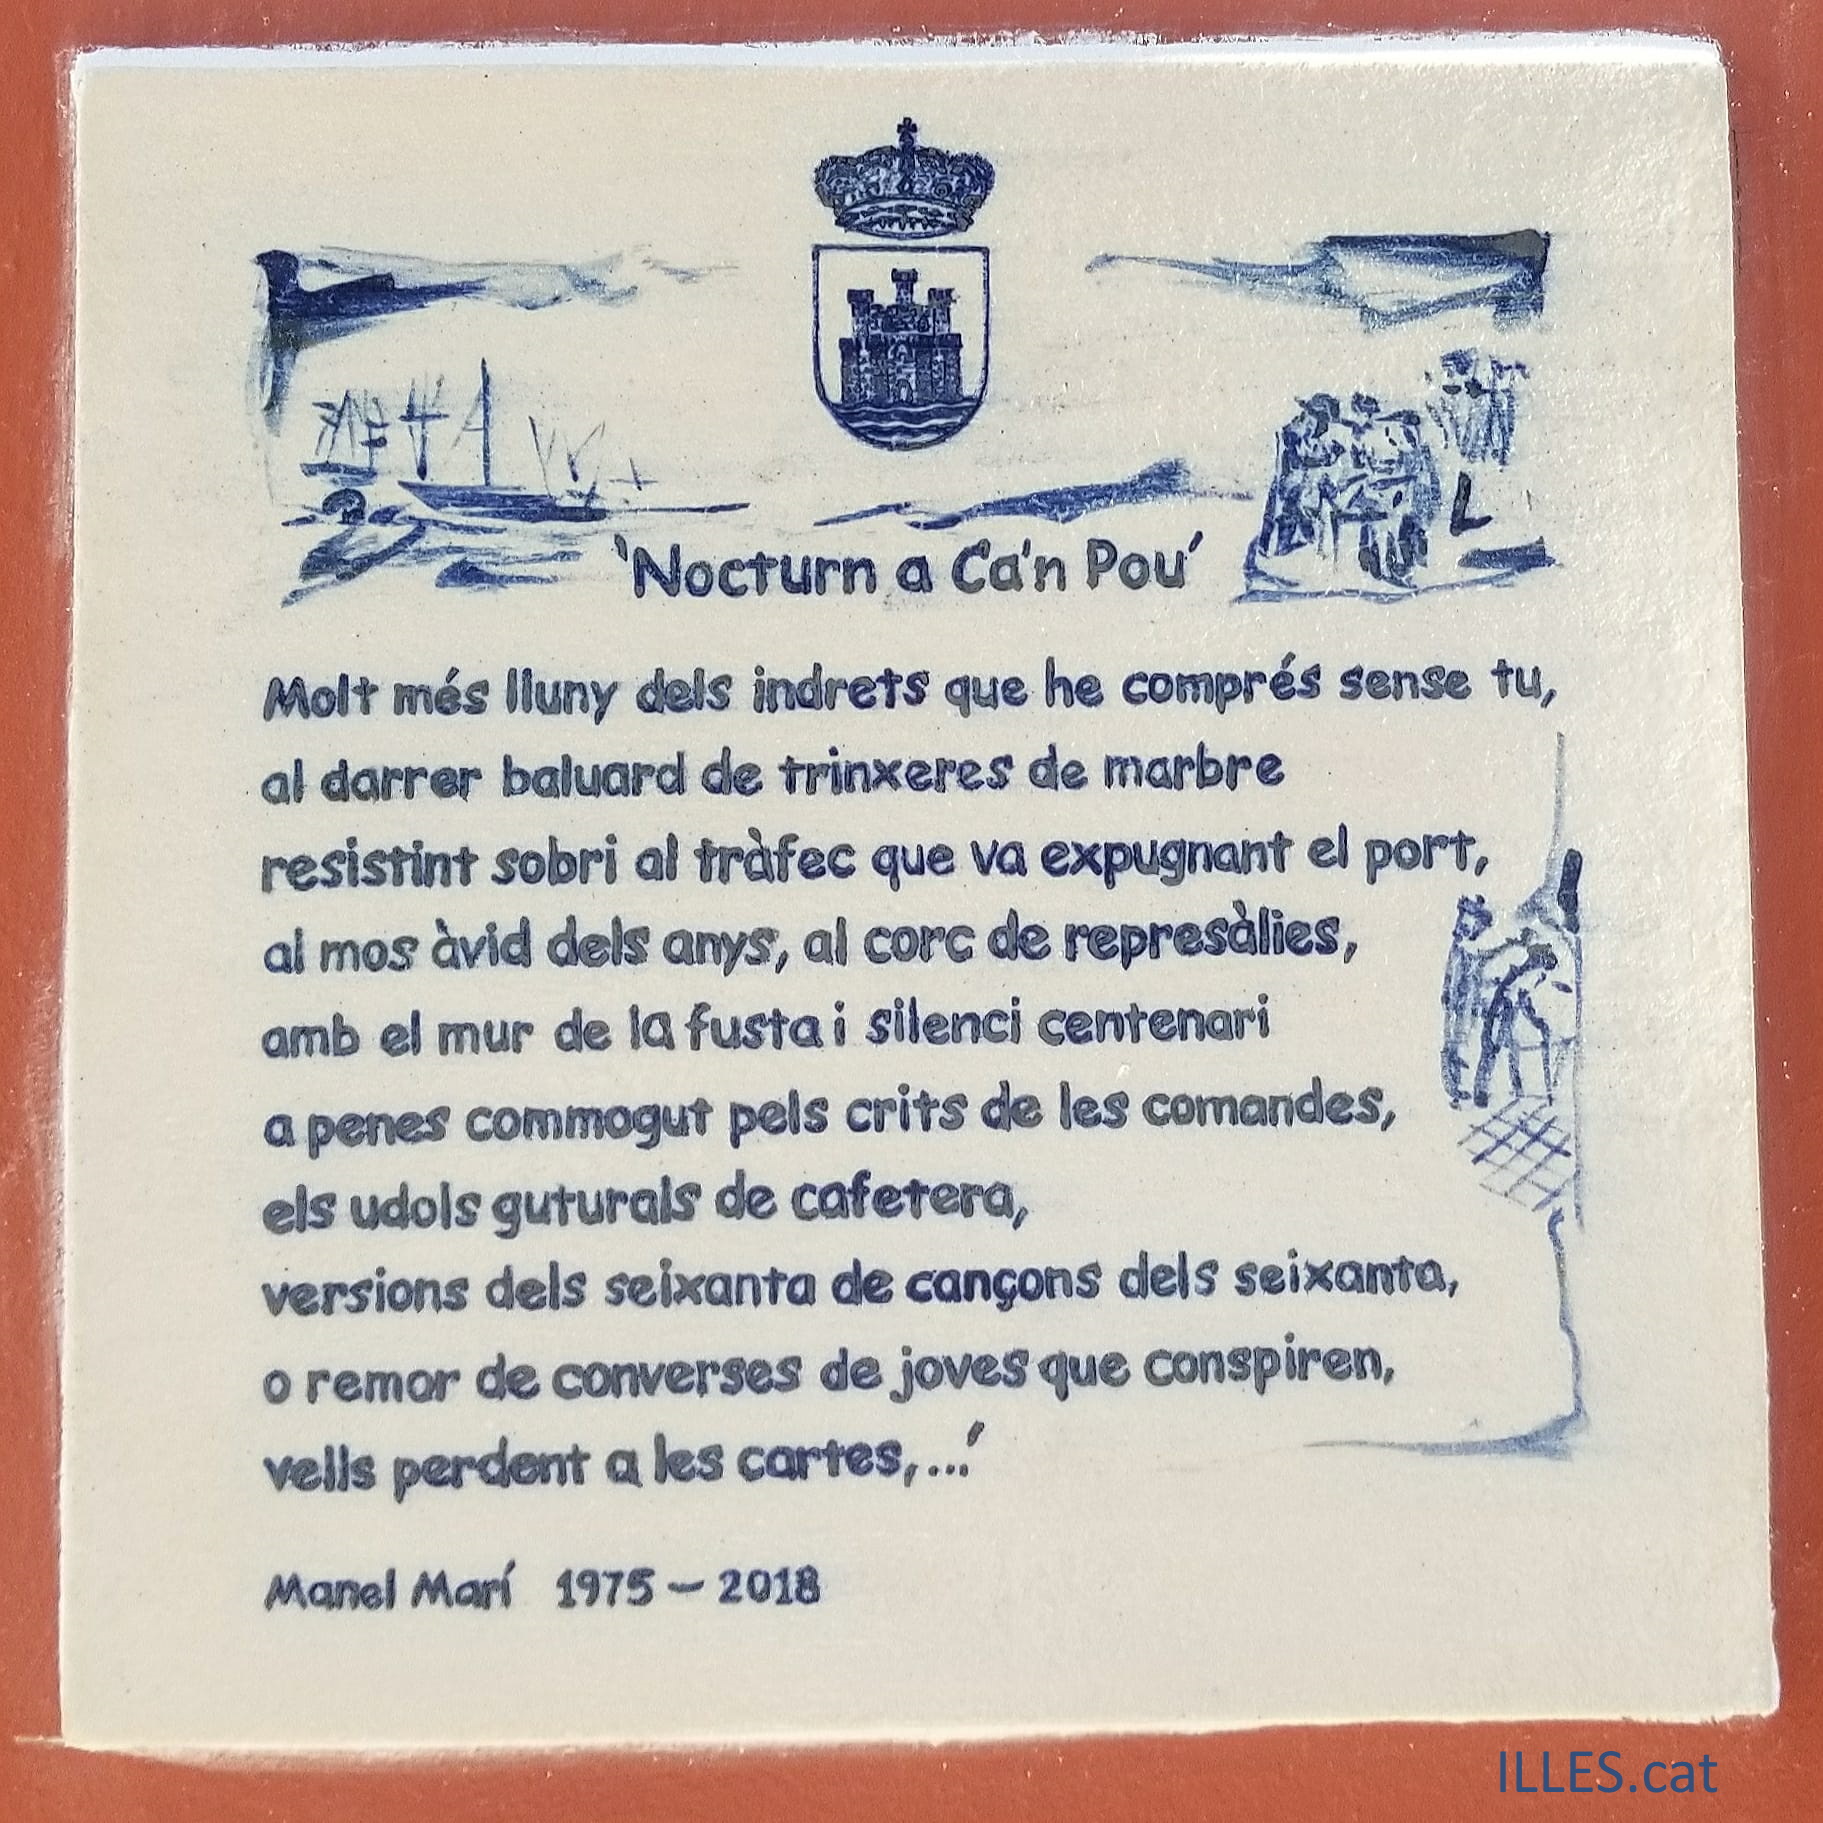 'Nocturn a Ca'n Pou'
Molt més lluny dels indrets que he comprés sense tu,
al darrer baluard de trinxeres de marbre
resistint sobri al tràfec que va expugnant el port,
al mos àvid dels anys, al corc de represàlies,
amb el mur de la fusta i silenci centenari
a penes commogut pels crits de les comandes,
els udols guturals de cafetera,
versions dels seixanta de cançons dels seixanta,
o remor de converses de joves que conspiren,
vells perdent a les cartes,...'
Manel Marí 1975 – 2018
ILLES.cat